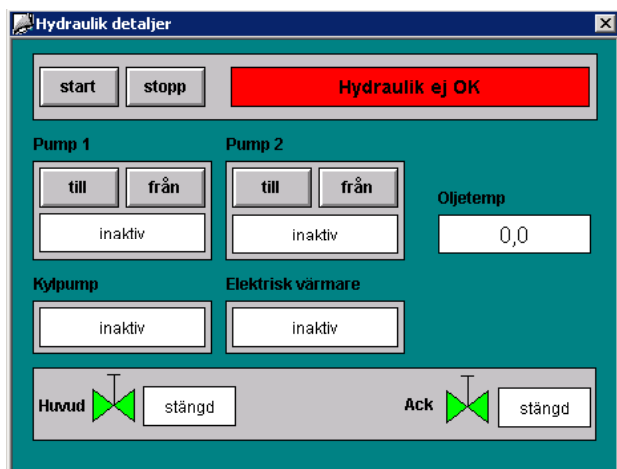 Hydraulik detaljer
start stopp Hydraulik ej OK
Pump 1 Pump 2
till från till från
Oljetemp
inaktiv inaktiv 0,0
Kylpump Elektrisk värmare
inaktiv inaktiv
Huvud stängd Ack stängd